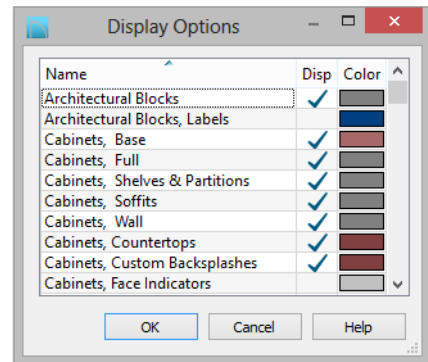 Display Options
Name Disp Color
Architectural Blocks
Architectural Blocks, Labels
Cabinets, Base
Cabinets, Full
Cabinets, Shelves & Partitions
Cabinets, Soffits
Cabinets, Wall
Cabinets, Countertops
Cabinets, Custom Backsplashes
Cabinets, Face Indicators
OK Cancel Help